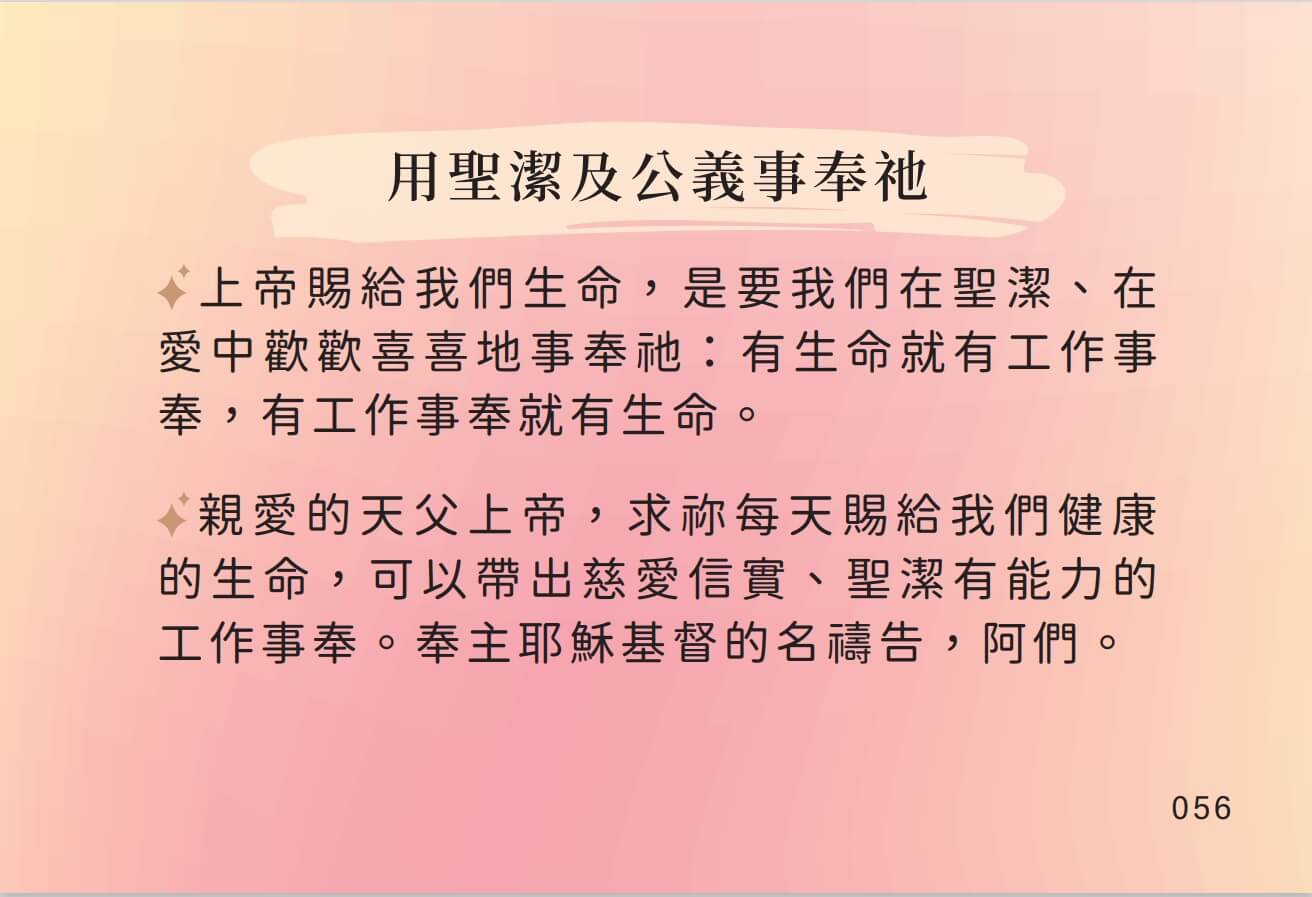 用聖潔及公義事奉祂
上帝賜給我們生命，是要我們在聖潔、在
愛中歡歡喜喜地事奉祂：有生命就有工作事
奉，有工作事奉就有生命。
親愛的天父上帝，求祢每天賜給我們健康
的生命，可以帶出慈愛信實、聖潔有能力的
工作事奉。奉主耶穌基督的名禱告，阿們。
056